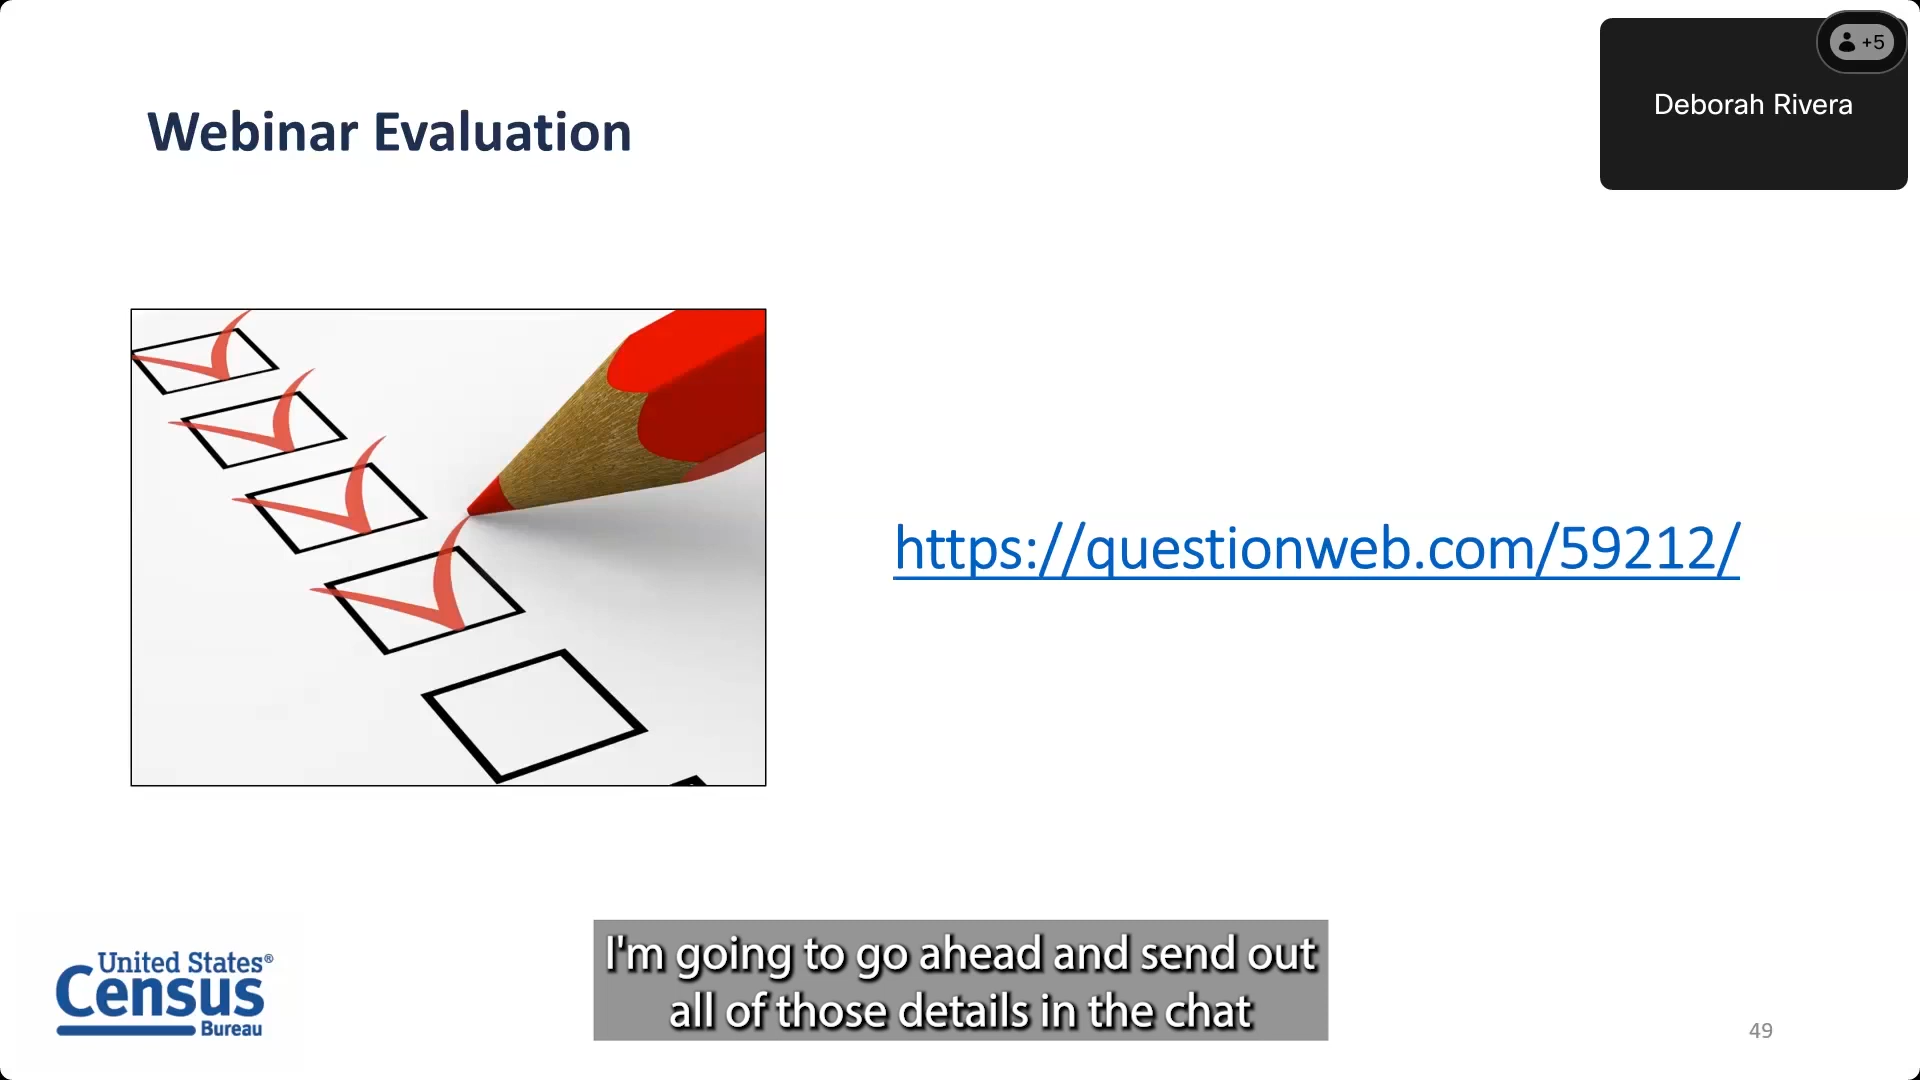 +5
Deborah Rivera
Webinar Evaluation
https://questionweb.com/59212/
United States®
Census
Bureau
I'm going to go ahead and send out
all of those details in the chat
49